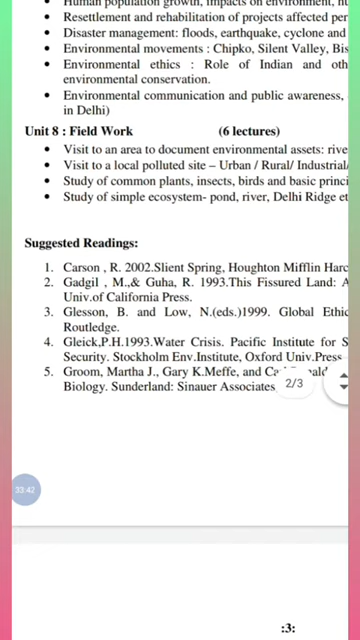 Human population growth, impacts on environment, hu
• Resettlement and rehabilitation of projects affected per
• Disaster management: floods, earthquake, cyclone and
• Environmental movements : Chipko, Silent Valley, Bis
• Environmental ethics : Role of Indian and oth
environmental conservation.
• Environmental communication and public awareness,
in Delhi)
Unit 8 : Field Work (6 lectures)
• Visit to an area to document environmental assets: rive
• Visit to a local polluted site – Urban / Rural/ Industrial/
• Study of common plants, insects, birds and basic princi
• Study of simple ecosystem- pond, river, Delhi Ridge et
Suggested Readings:
1. Carson , R. 2002.Slient Spring, Houghton Mifflin Harc
2. Gadgil , M.,& Guha, R. 1993.This Fissured Land: A
Univ.of California Press.
3. Glesson, B. and Low, N.(eds.)1999. Global Ethic
Routledge.
4. Gleick,P.H.1993.Water Crisis. Pacific Institute for S
Security. Stockholm Env.Institute, Oxford Univ.Press
5. Groom, Martha J., Gary K.Meffe, and
Biology. Sunderland: Sinauer Associates
2/3
33:42
:3: